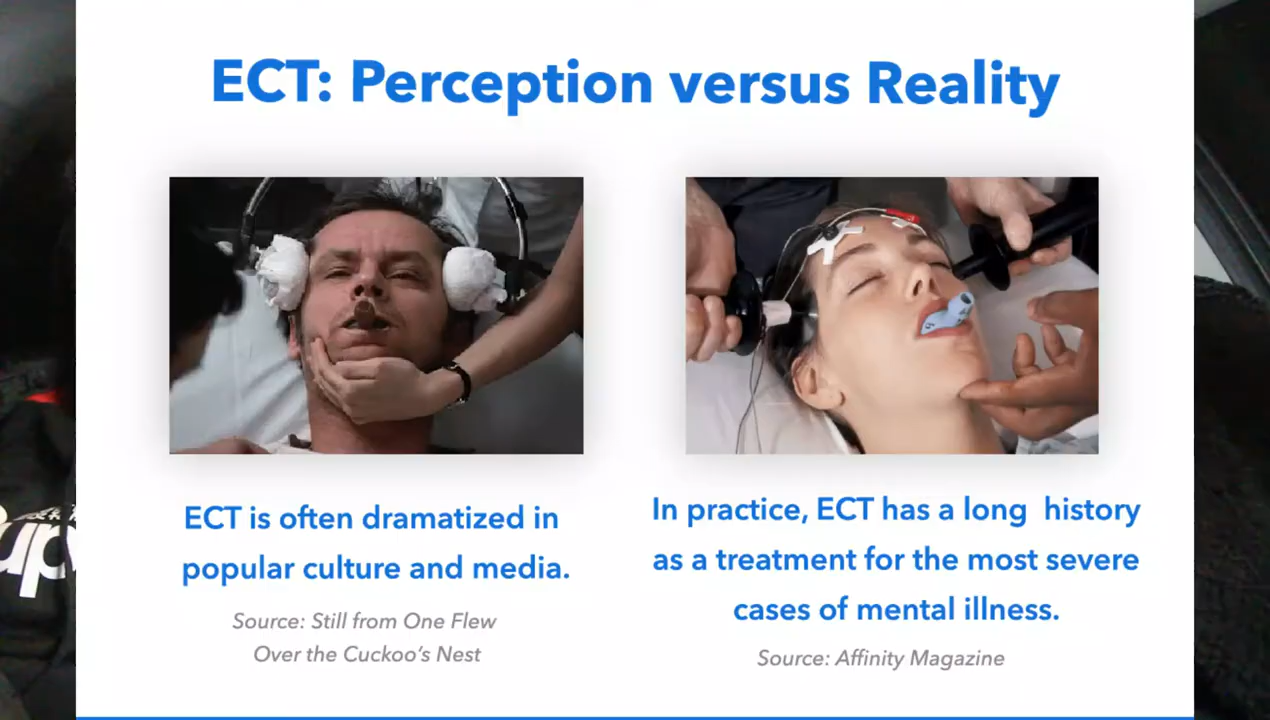 ECT: Perception versus Reality
ECT is often dramatized in
popular culture and media.
Source: Still from One Flew
Over the Cuckoo's Nest
In practice, ECT has a long  history
as a treatment for the most severe
cases of mental illness.
Source: Affinity Magazine